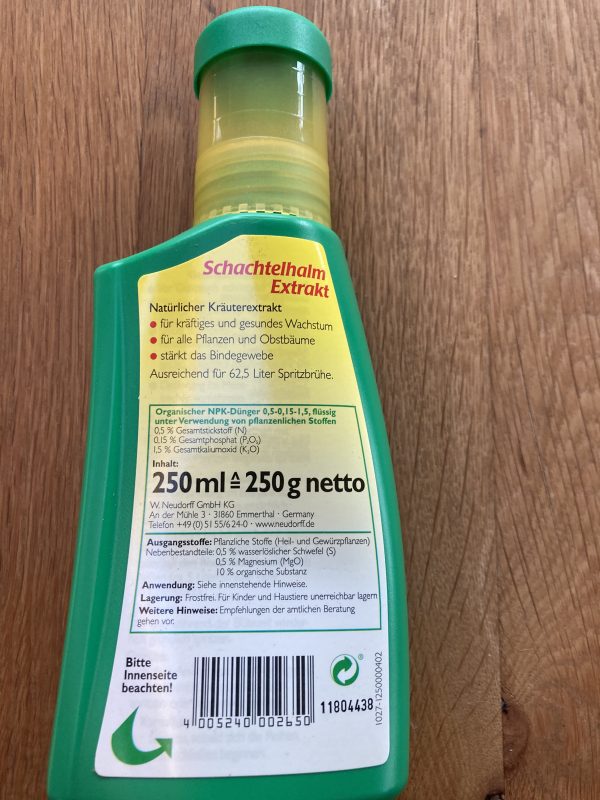 Schachtelhalm
Extrakt
Natürlicher Kräuterextrakt
• für kräftiges und gesundes Wachstum
• für alle Pflanzen und Obstbäume
• stärkt das Bindegewebe
Ausreichend für 62,5 Liter Spritzbrühe.
Organischer NPK-Dünger 0,5-0,15-1,5, flüssig
unter Verwendung von pflanzenlichen Stoffen
0,5 % Gesamtstickstoff (N)
0,15 % Gesamtphosphat (P₂O₅)
1,5 % Gesamtkaliumoxid (K₂O)
Inhalt:
250 ml ≙ 250 g netto
W. Neudorff GmbH KG
An der Mühle 3 · 31860 Emmerthal · Germany
Telefon +49 (0) 51 55/6 24-0 · www.neudorff.de
Ausgangsstoffe: Pflanzliche Stoffe (Heil- und Gewürzpflanzen)
Nebenbestandteile: 0,5 % wasserlöslicher Schwefel (S)
0,5 % Magnesium (MgO)
10 % organische Substanz
Anwendung: Siehe innenstehende Hinweise.
Lagerung: Frostfrei. Für Kinder und Haustiere unerreichbar lagern
Weitere Hinweise: Empfehlungen der amtlichen Beratung
gehen vor.
Bitte
Innenseite
beachten!
4 005240 002650
11804438
1027-1250000402